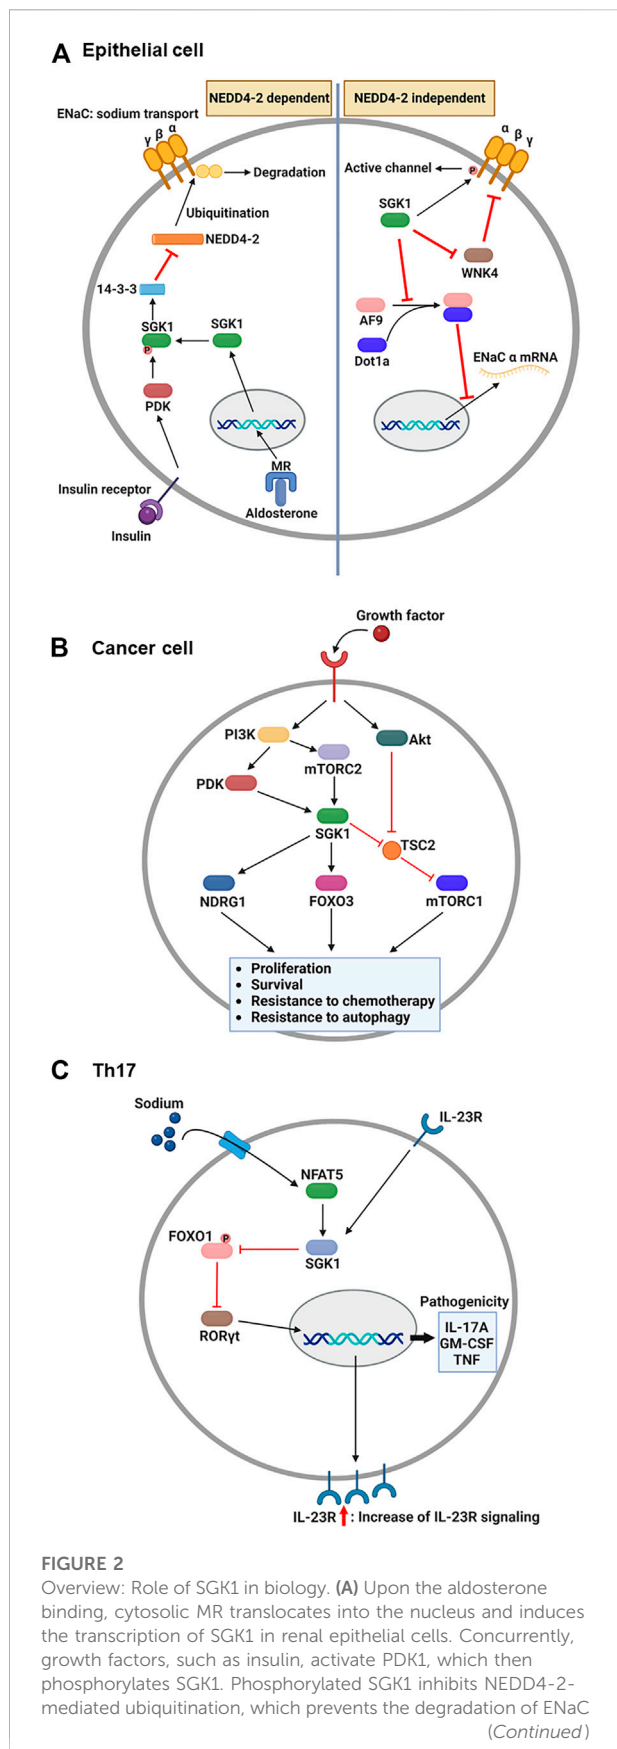 A Epithelial cell
NEDD4-2 dependent
NEDD4-2 independent
ENaC: sodium transport
γ β α
Degradation
Ubiquitination
NEDD4-2
14-3-3
SGK1
P
SGK1
PDK
MR
Insulin receptor
Aldosterone
Insulin
α β γ
Active channel
P
SGK1
WNK4
AF9
Dot1a
ENaC α mRNA
B Cancer cell
Growth factor
PI3K
Akt
mTORC2
PDK
SGK1
TSC2
NDRG1
FOXO3
mTORC1
• Proliferation
• Survival
• Resistance to chemotherapy
• Resistance to autophagy
C Th17
Sodium
IL-23R
NFAT5
FOXO1
P
SGK1
RORγt
Pathogenicity
IL-17A
GM-CSF
TNF
IL-23R : Increase of IL-23R signaling
FIGURE 2
Overview: Role of SGK1 in biology. (A) Upon the aldosterone
binding, cytosolic MR translocates into the nucleus and induces
the transcription of SGK1 in renal epithelial cells. Concurrently,
growth factors, such as insulin, activate PDK1, which then
phosphorylates SGK1. Phosphorylated SGK1 inhibits NEDD4-2-
mediated ubiquitination, which prevents the degradation of ENaC
(Continued)